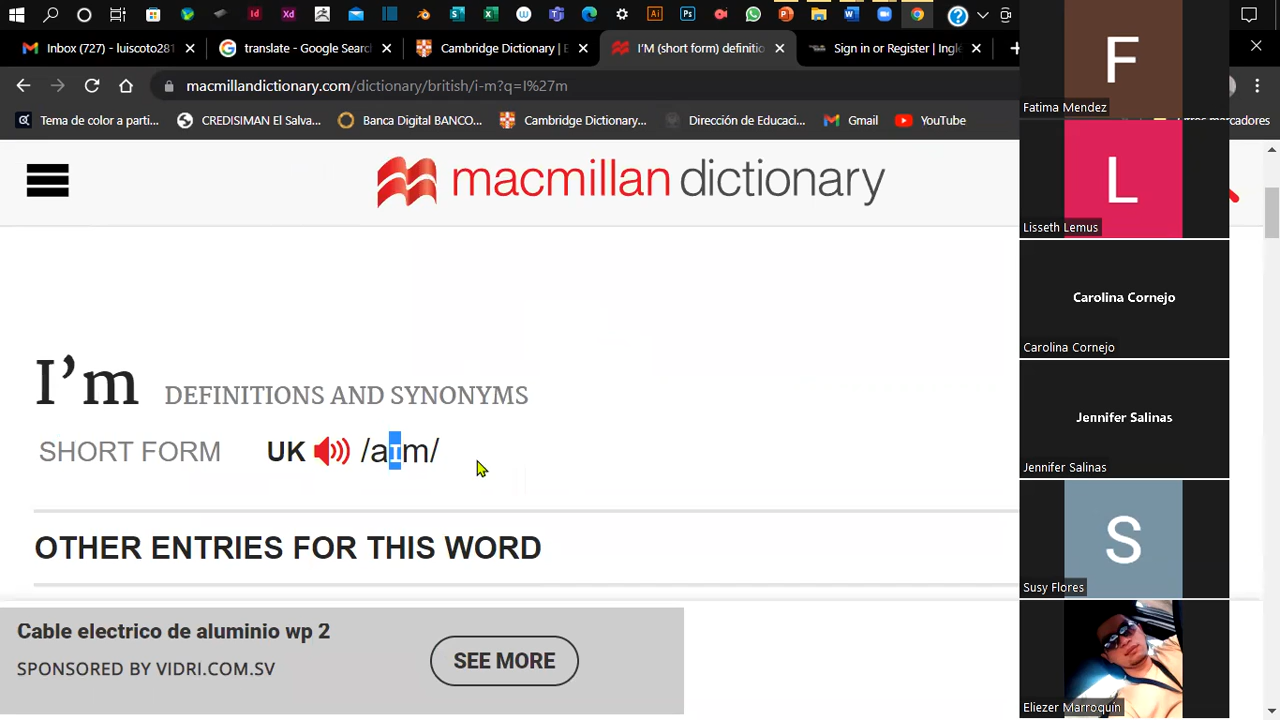 Inbox (727) - luiscoto281
translate - Google Searc
Cambridge Dictionary | E
I'M (short form) definitio
Sign in or Register | Ingl
macmillandictionary.com/dictionary/british/i-m?q=I%27m
Tema de color a parti...
CREDISIMAN El Salva...
Banca Digital BANCO...
Cambridge Dictionary...
Dirección de Educaci...
Gmail
YouTube
macmillan dictionary
I'm DEFINITIONS AND SYNONYMS
SHORT FORM UK /aɪm/
OTHER ENTRIES FOR THIS WORD
Cable electrico de aluminio wp 2
SPONSORED BY VIDRI.COM.SV
SEE MORE
F
Fatima Mendez
marcadores
L
Lisseth Lemus
Carolina Cornejo
Carolina Cornejo
Jennifer Salinas
Jennifer Salinas
S
Susy Flores
Eliezer Marroquín